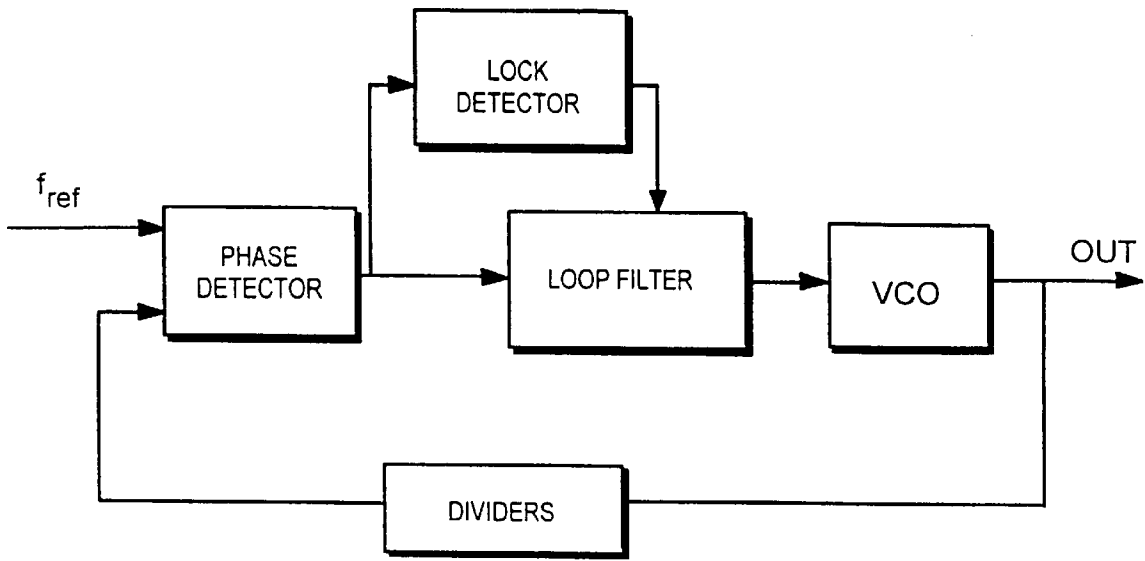 LOCK
DETECTOR
f_ref
PHASE
DETECTOR
LOOP FILTER
VCO
OUT
DIVIDERS